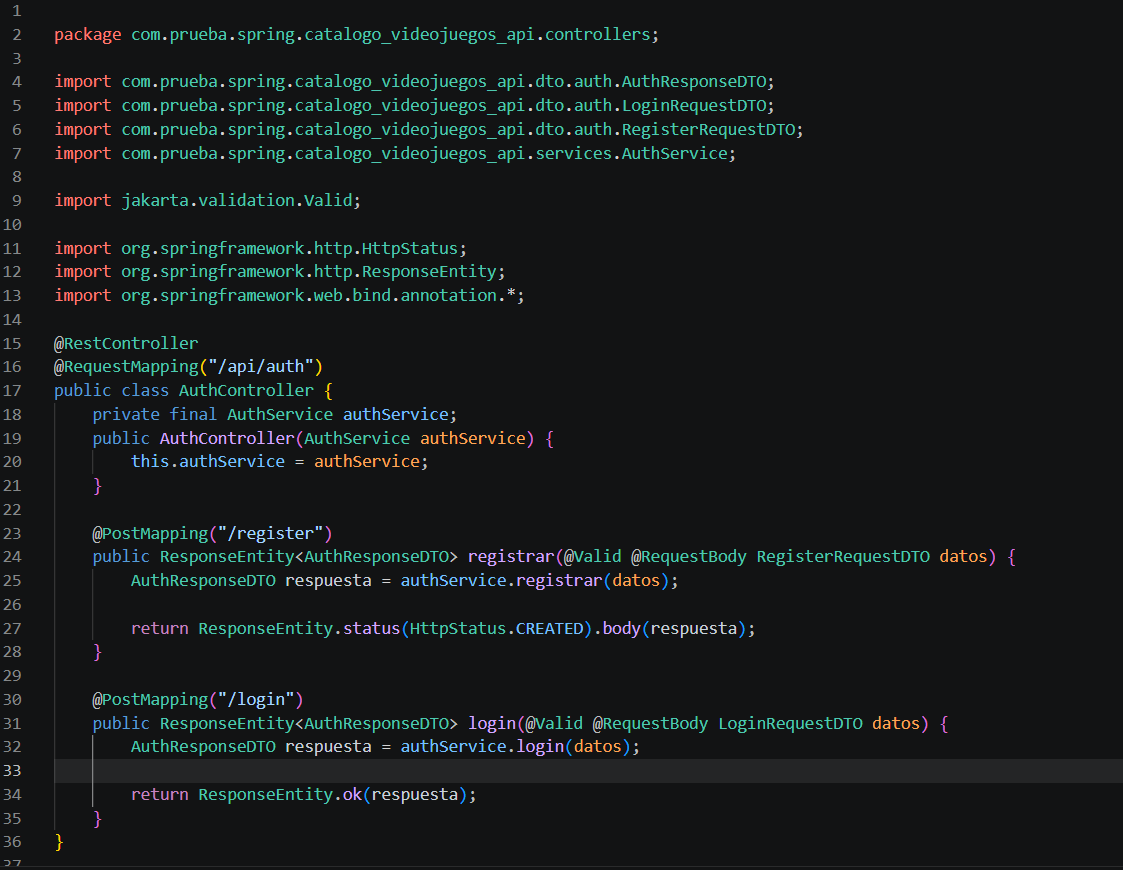 1
2 package com.prueba.spring.catalogo_videojuegos_api.controllers;
3
4 import com.prueba.spring.catalogo_videojuegos_api.dto.auth.AuthResponseDTO;
5 import com.prueba.spring.catalogo_videojuegos_api.dto.auth.LoginRequestDTO;
6 import com.prueba.spring.catalogo_videojuegos_api.dto.auth.RegisterRequestDTO;
7 import com.prueba.spring.catalogo_videojuegos_api.services.AuthService;
8
9 import jakarta.validation.Valid;
10
11 import org.springframework.http.HttpStatus;
12 import org.springframework.http.ResponseEntity;
13 import org.springframework.web.bind.annotation.*;
14
15 @RestController
16 @RequestMapping("/api/auth")
17 public class AuthController {
18     private final AuthService authService;
19     public AuthController(AuthService authService) {
20         this.authService = authService;
21     }
22
23     @PostMapping("/register")
24     public ResponseEntity<AuthResponseDTO> registrar(@Valid @RequestBody RegisterRequestDTO datos) {
25         AuthResponseDTO respuesta = authService.registrar(datos);
26
27         return ResponseEntity.status(HttpStatus.CREATED).body(respuesta);
28     }
29
30     @PostMapping("/login")
31     public ResponseEntity<AuthResponseDTO> login(@Valid @RequestBody LoginRequestDTO datos) {
32         AuthResponseDTO respuesta = authService.login(datos);
33
34         return ResponseEntity.ok(respuesta);
35     }
36 }
37